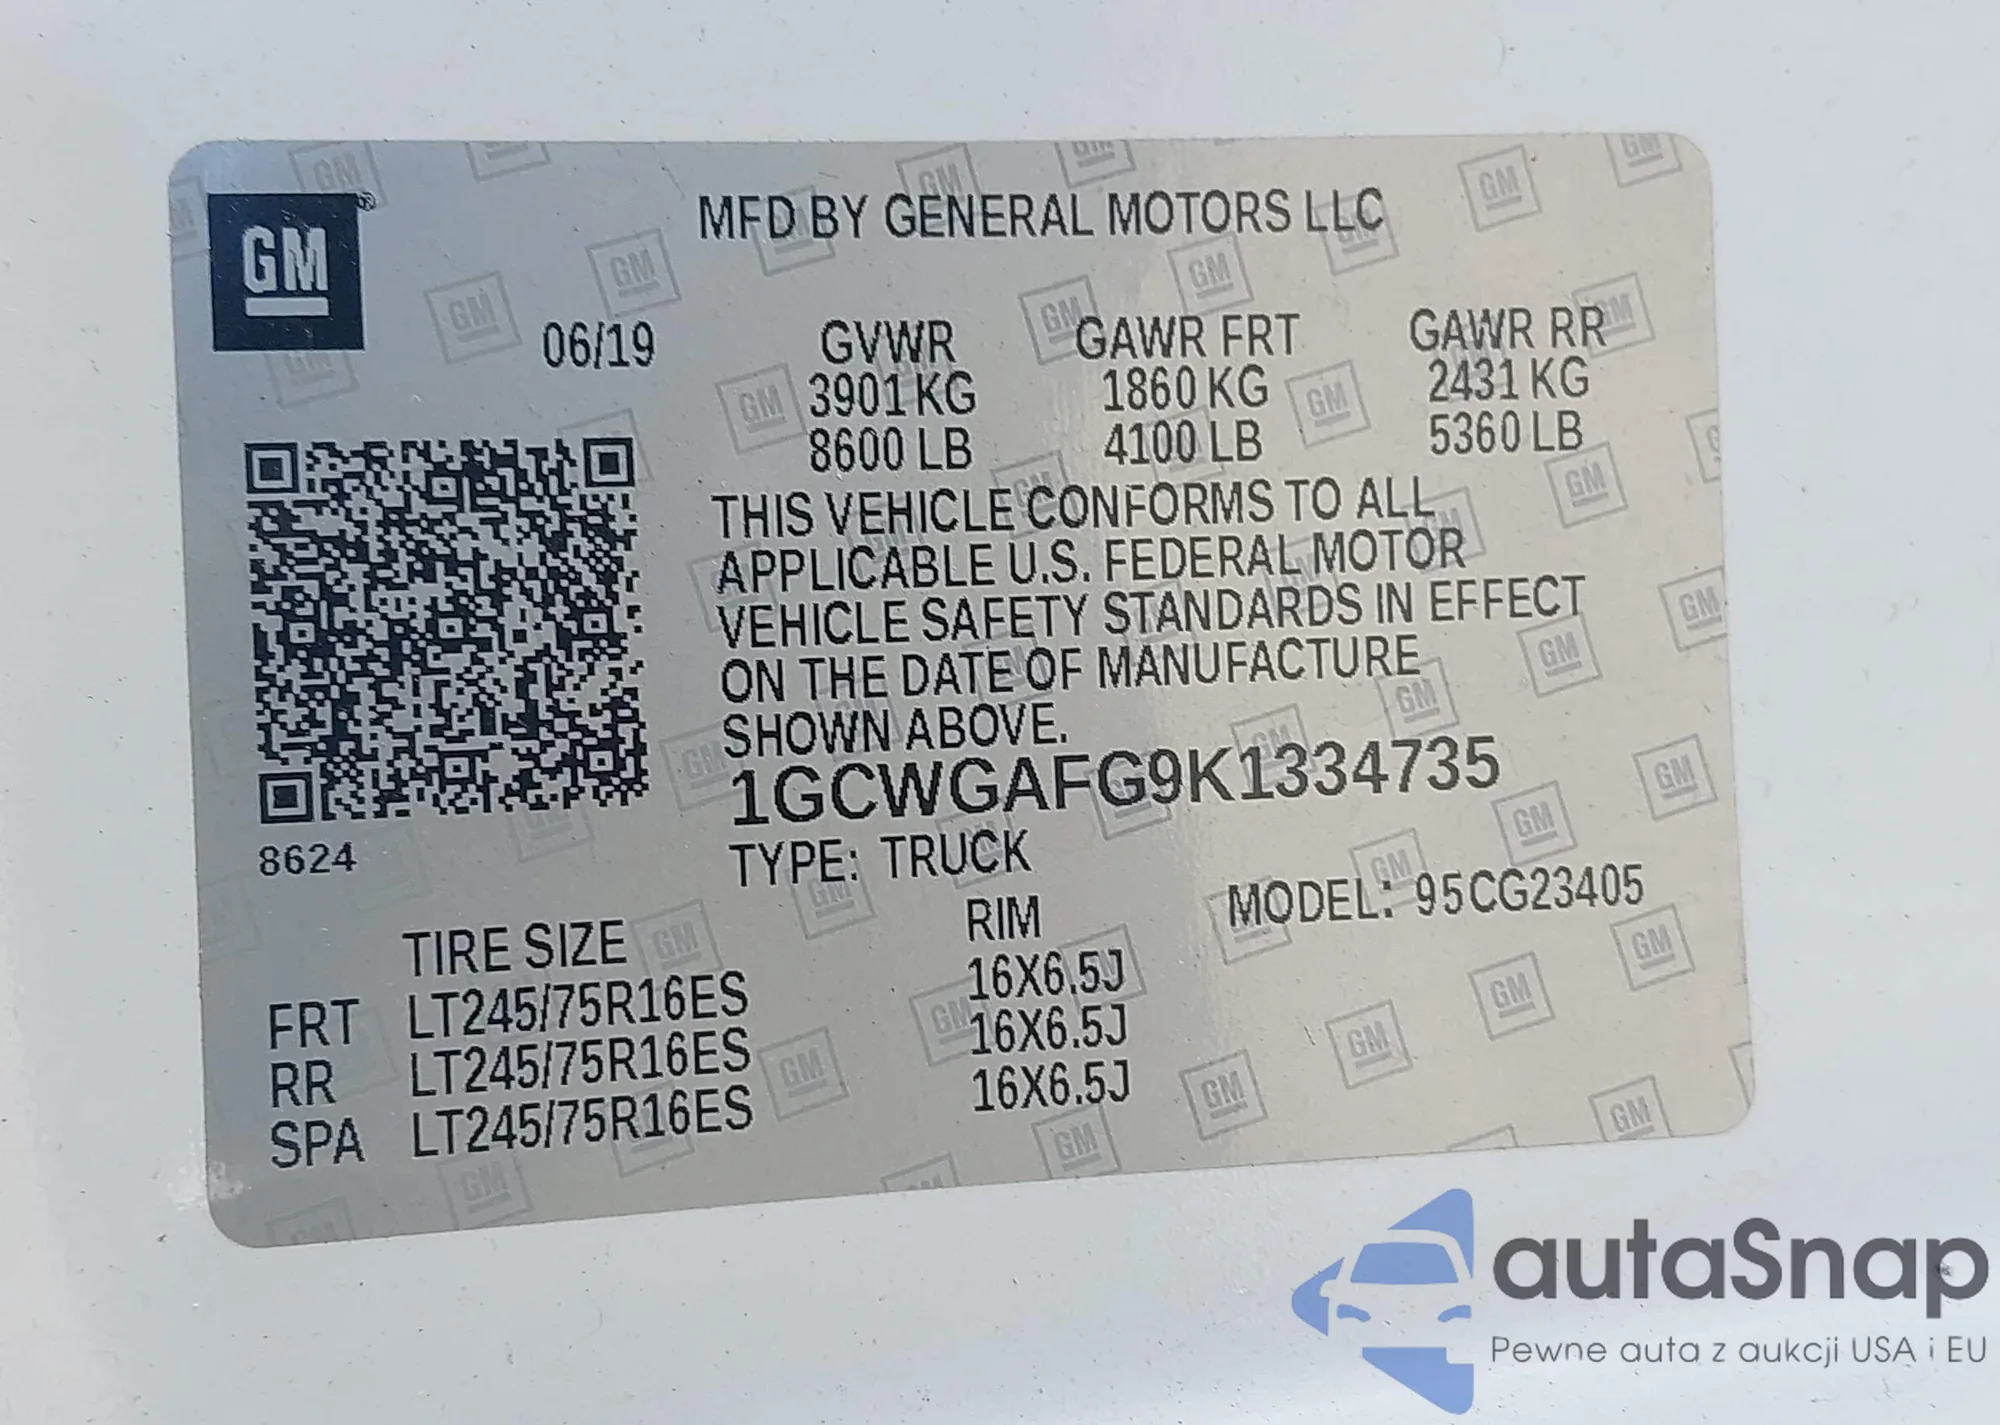 GM
MFD BY GENERAL MOTORS LLC
06/19 GVWR GAWR FRT GAWR RR
3901 KG 1860 KG 2431 KG
8600 LB 4100 LB 5360 LB
THIS VEHICLE CONFORMS TO ALL
APPLICABLE U.S. FEDERAL MOTOR
VEHICLE SAFETY STANDARDS IN EFFECT
ON THE DATE OF MANUFACTURE
SHOWN ABOVE.
1GCWGAFG9K1334735
8624
TYPE: TRUCK
MODEL: 95CG23405
TIRE SIZE RIM
FRT LT245/75R16ES 16X6.5J
RR LT245/75R16ES 16X6.5J
SPA LT245/75R16ES 16X6.5J
autaSnap
Pewne auta z aukcji USA i EU